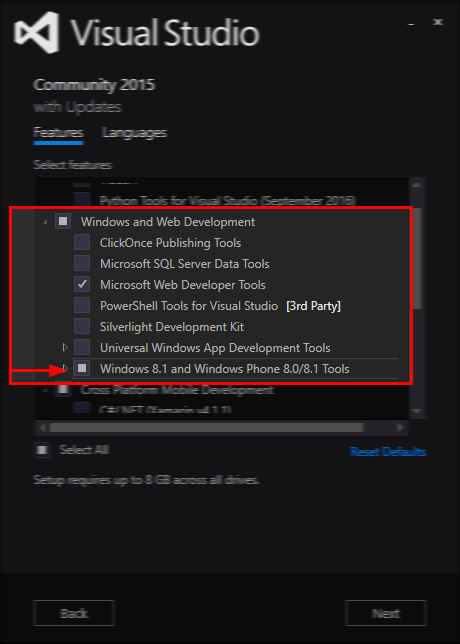 Visual Studio
Community 2015
with Updates
Features Languages
Select features
Python Tools for Visual Studio (September 2016)
Windows and Web Development
ClickOnce Publishing Tools
Microsoft SQL Server Data Tools
Microsoft Web Developer Tools
PowerShell Tools for Visual Studio [3rd Party]
Silverlight Development Kit
Universal Windows App Development Tools
Windows 8.1 and Windows Phone 8.0/8.1 Tools
Cross Platform Mobile Development
C#/.NET (Xamarin v4.1.1)
Select All Reset Defaults
Setup requires up to 8 GB across all drives.
Back Next